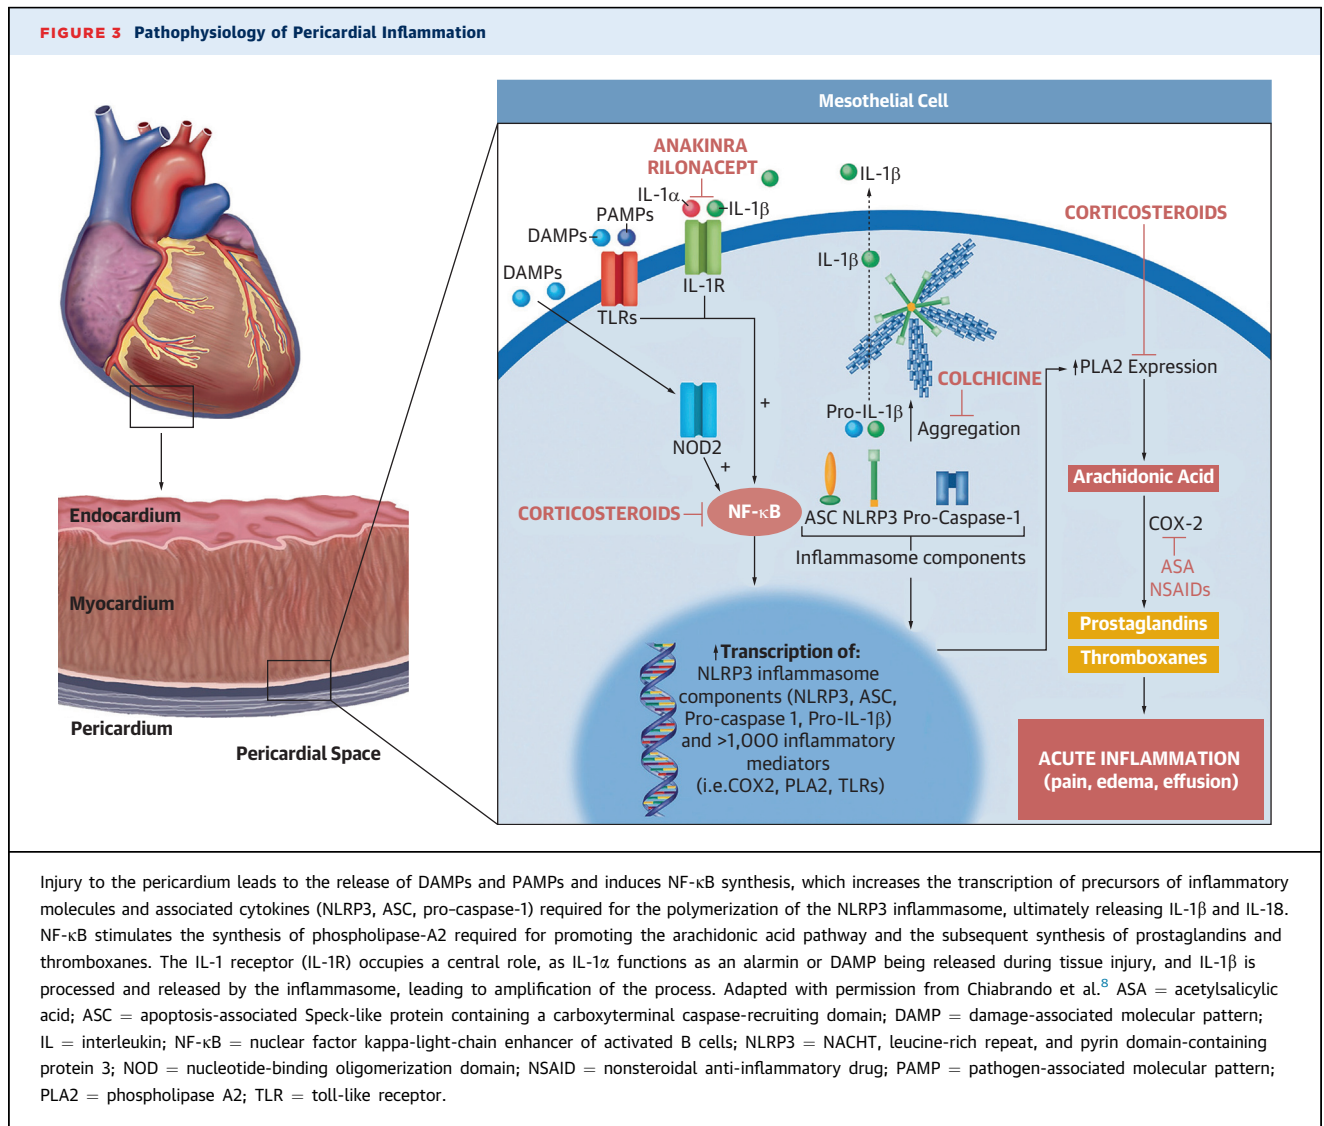 FIGURE 3 Pathophysiology of Pericardial Inflammation
Mesothelial Cell
Endocardium
Myocardium
Pericardium
Pericardial Space
ANAKINRA
RILONACEPT
IL-1α
IL-1β
PAMPs
DAMPs
DAMPs
TLRs
IL-1R
IL-1β
IL-1β
CORTICOSTEROIDS
↑PLA2 Expression
COLCHICINE
Aggregation
Pro-IL-1β
NOD2
+
+
CORTICOSTEROIDS
NF-κB
ASC NLRP3 Pro-Caspase-1
Inflammasome components
Arachidonic Acid
COX-2
ASA
NSAIDs
Prostaglandins
Thromboxanes
↑Transcription of:
NLRP3 inflammasome
components (NLRP3, ASC,
Pro-caspase 1, Pro-IL-1β)
and >1,000 inflammatory
mediators
(i.e.COX2, PLA2, TLRs)
ACUTE INFLAMMATION
(pain, edema, effusion)
Injury to the pericardium leads to the release of DAMPs and PAMPs and induces NF-κB synthesis, which increases the transcription of precursors of inflammatory
molecules and associated cytokines (NLRP3, ASC, pro-caspase-1) required for the polymerization of the NLRP3 inflammasome, ultimately releasing IL-1β and IL-18.
NF-κB stimulates the synthesis of phospholipase-A2 required for promoting the arachidonic acid pathway and the subsequent synthesis of prostaglandins and
thromboxanes. The IL-1 receptor (IL-1R) occupies a central role, as IL-1α functions as an alarmin or DAMP being released during tissue injury, and IL-1β is
processed and released by the inflammasome, leading to amplification of the process. Adapted with permission from Chiabrando et al.8 ASA = acetylsalicylic
acid; ASC = apoptosis-associated Speck-like protein containing a carboxyterminal caspase-recruiting domain; DAMP = damage-associated molecular pattern;
IL = interleukin; NF-κB = nuclear factor kappa-light-chain enhancer of activated B cells; NLRP3 = NACHT, leucine-rich repeat, and pyrin domain-containing
protein 3; NOD = nucleotide-binding oligomerization domain; NSAID = nonsteroidal anti-inflammatory drug; PAMP = pathogen-associated molecular pattern;
PLA2 = phospholipase A2; TLR = toll-like receptor.